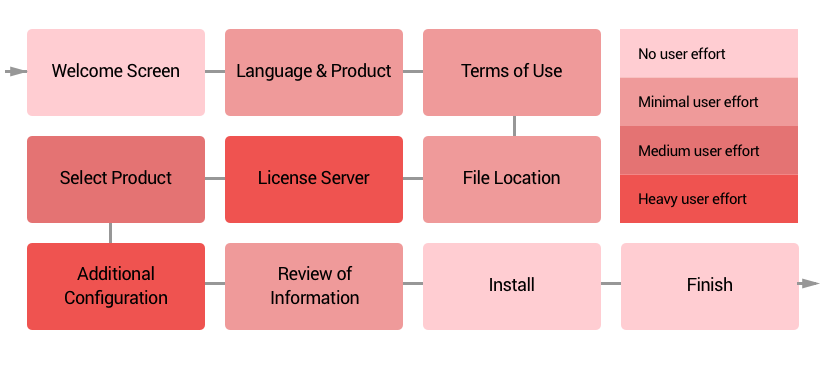 Welcome Screen
Language & Product
Terms of Use
No user effort
Minimal user effort
Medium user effort
Heavy user effort
Select Product
License Server
File Location
Additional
Configuration
Review of
Information
Install
Finish